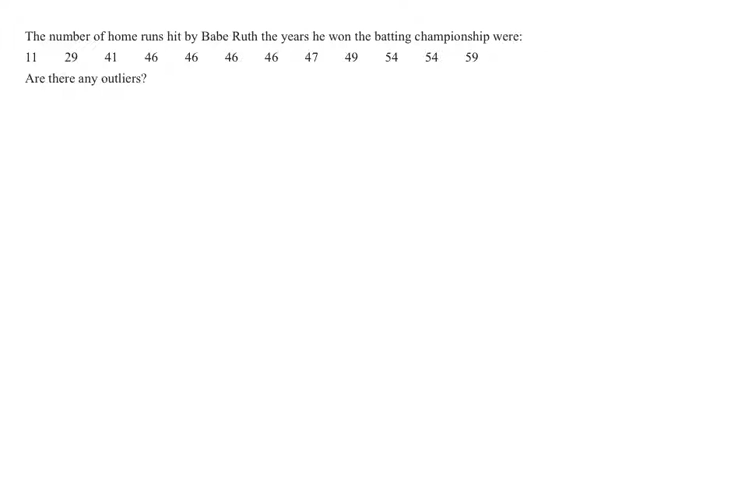 The number of home runs hit by Babe Ruth the years he won the batting championship were:
11 29 41 46 46 46 46 47 49 54 54 59
Are there any outliers?